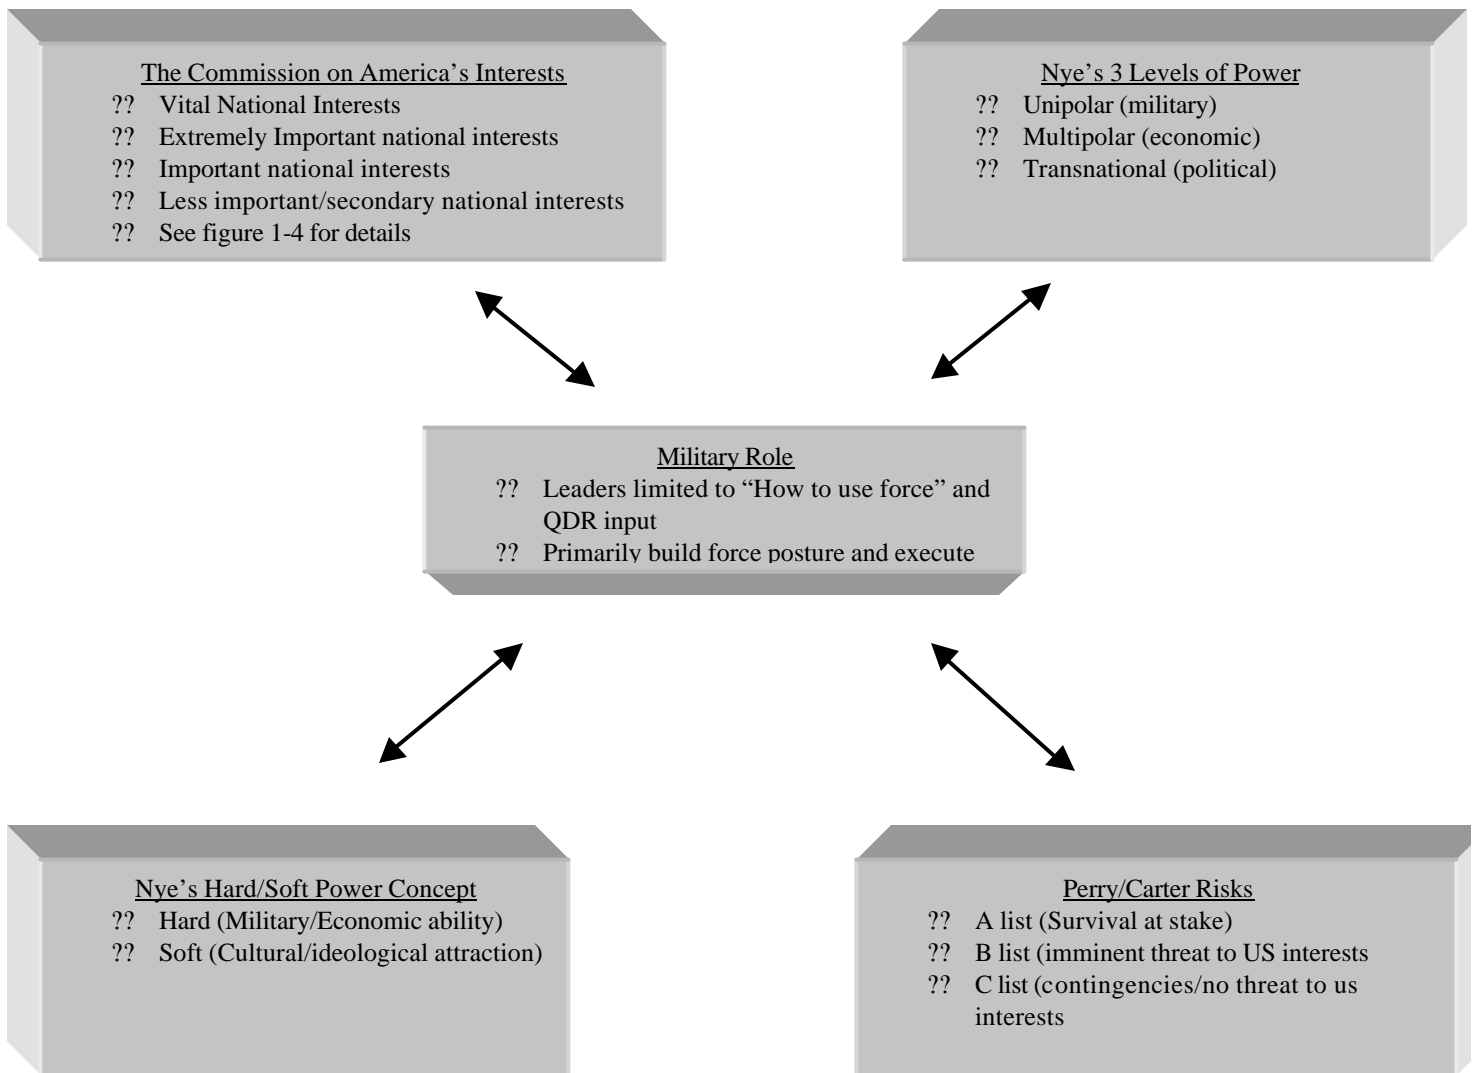 The Commission on America’s Interests
?? Vital National Interests
?? Extremely Important national interests
?? Important national interests
?? Less important/secondary national interests
?? See figure 1-4 for details
Nye’s 3 Levels of Power
?? Unipolar (military)
?? Multipolar (economic)
?? Transnational (political)
Military Role
?? Leaders limited to “How to use force” and
QDR input
?? Primarily build force posture and execute
Nye’s Hard/Soft Power Concept
?? Hard (Military/Economic ability)
?? Soft (Cultural/ideological attraction)
Perry/Carter Risks
?? A list (Survival at stake)
?? B list (imminent threat to US interests
?? C list (contingencies/no threat to us
interests